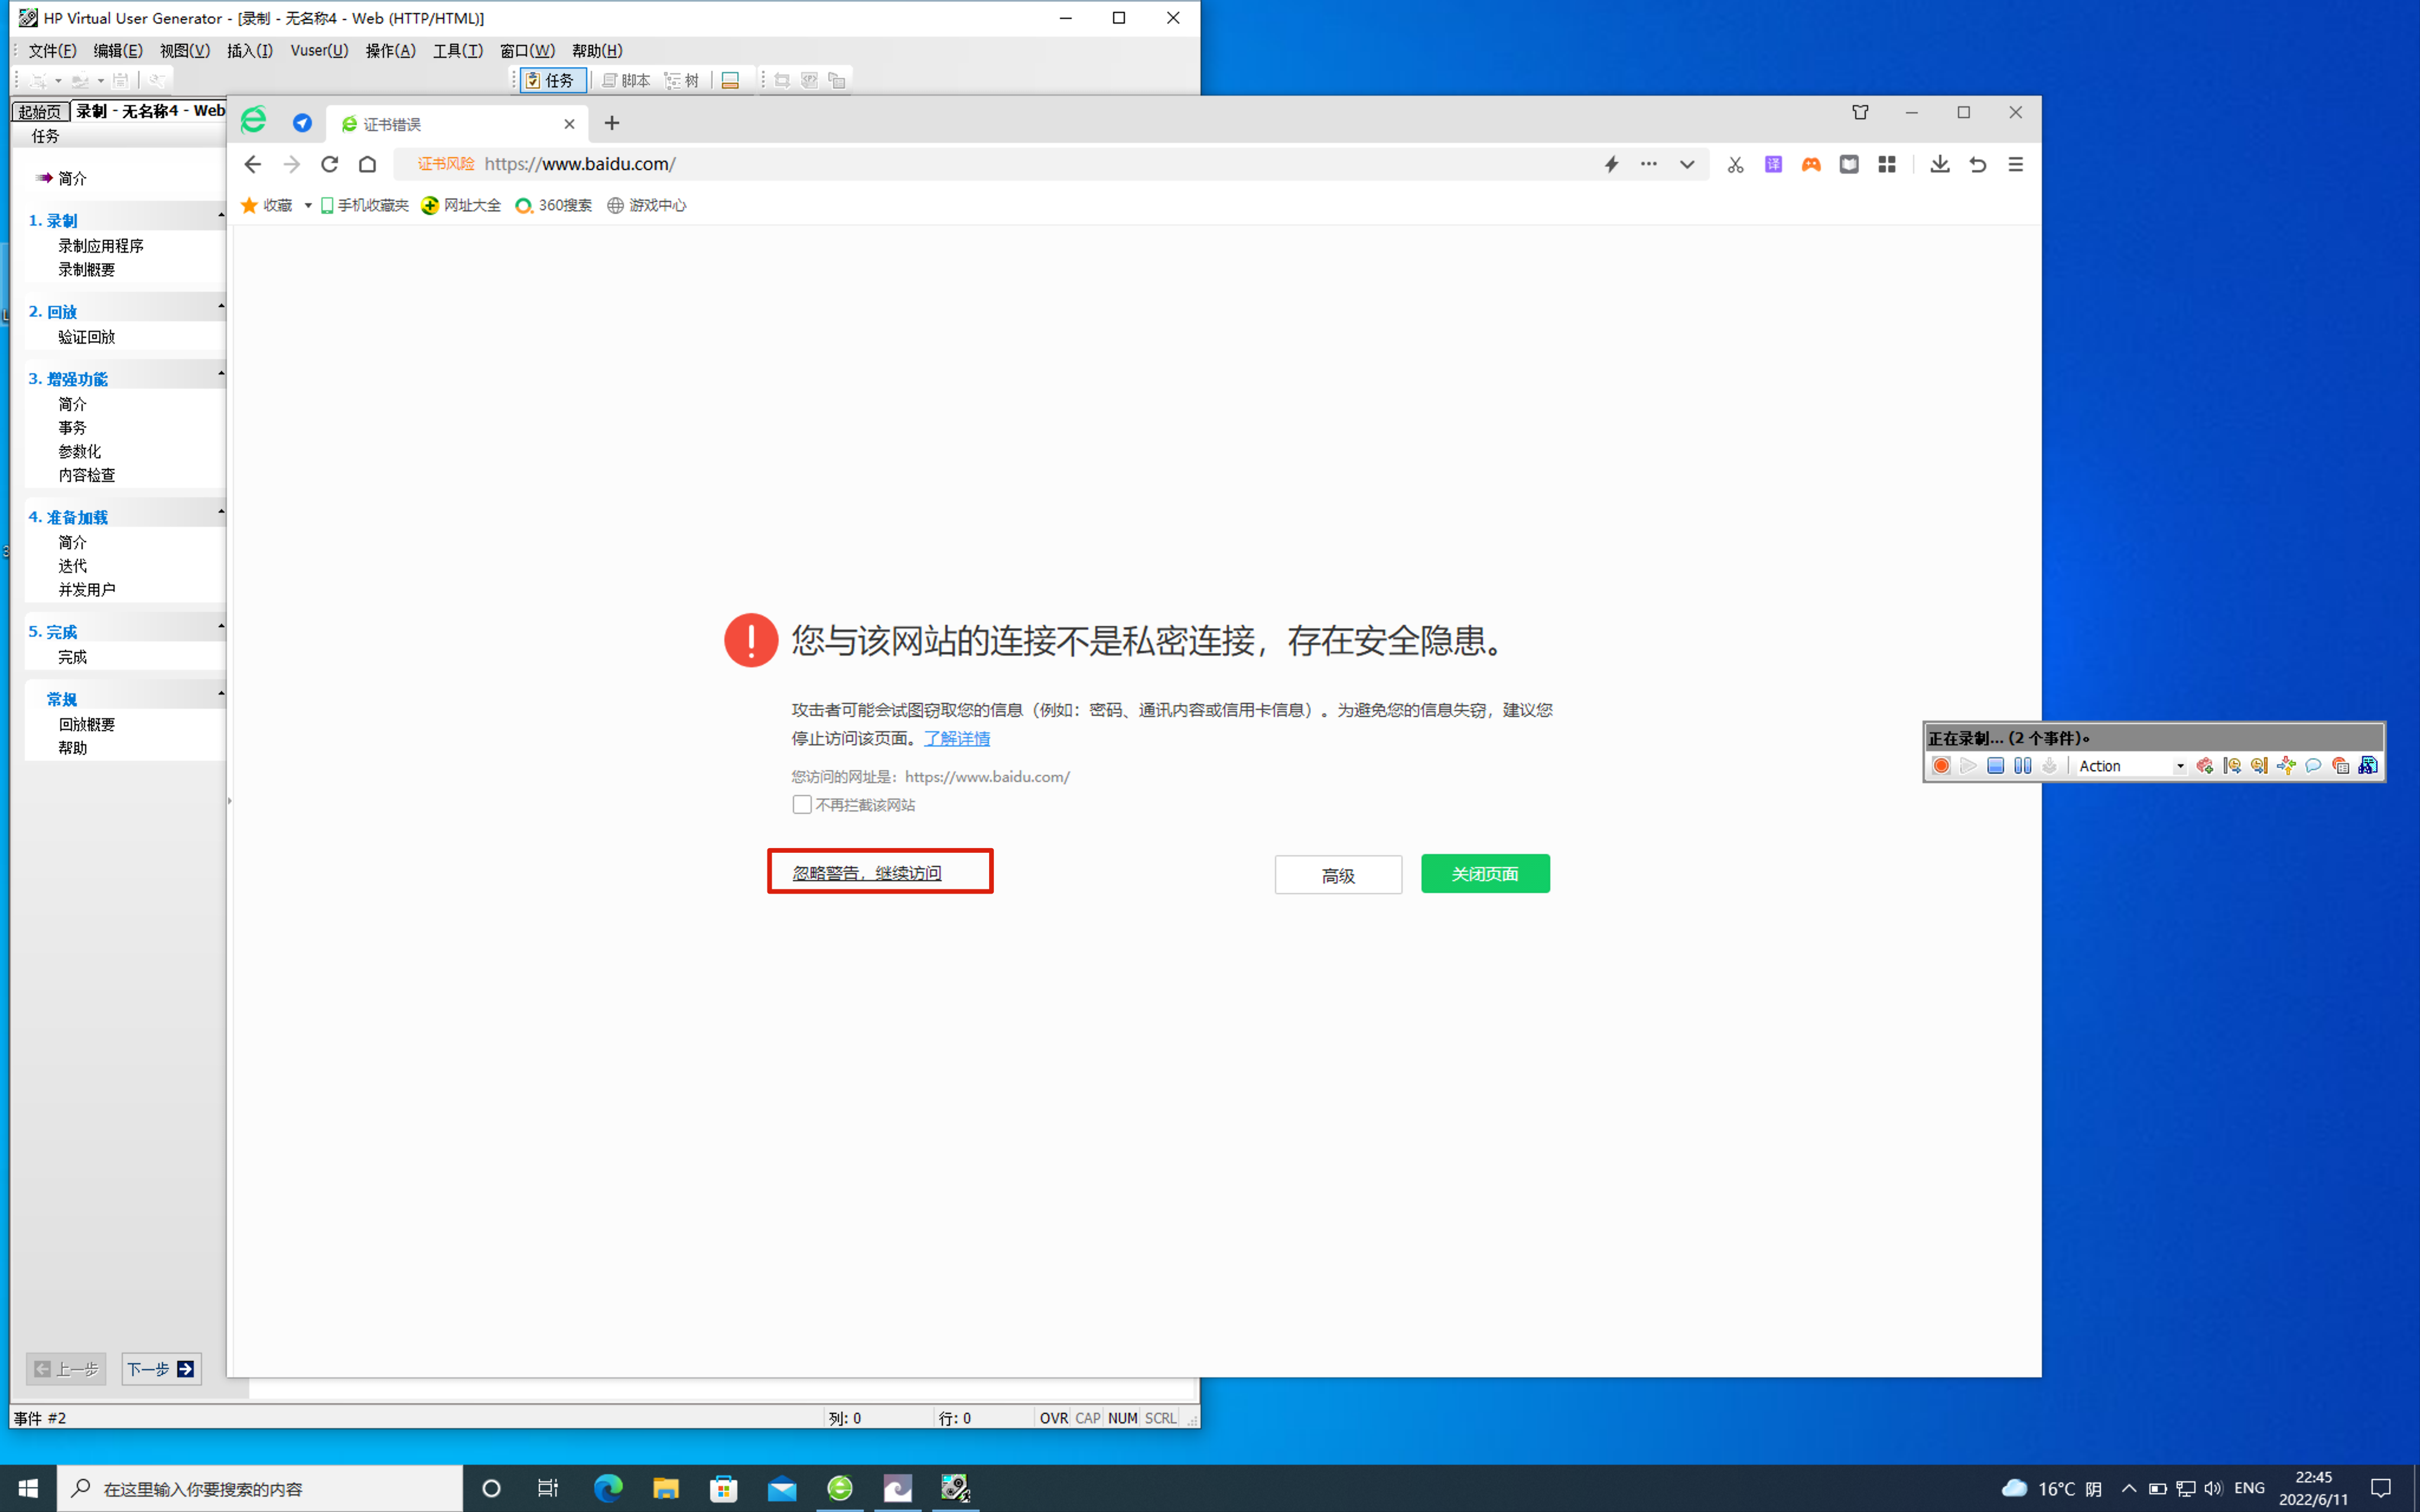 HP Virtual User Generator - [录制 - 无名称4 - Web (HTTP/HTML)]
文件(F) 编辑(E) 视图(V) 插入(I) Vuser(U) 操作(A) 工具(T) 窗口(W) 帮助(H)
任务 脚本 树
起始页 录制 - 无名称4 - Web
任务
简介
1. 录制
录制应用程序
录制概要
2. 回放
验证回放
3. 增强功能
简介
事务
参数化
内容检查
4. 准备加载
简介
迭代
并发用户
5. 完成
完成
常规
回放概要
帮助
上一步 下一步
事件 #2 列: 0 行: 0 OVR CAP NUM SCRL
证书错误
证书风险 https://www.baidu.com/
译
收藏 手机收藏夹 网址大全 360搜索 游戏中心
您与该网站的连接不是私密连接，存在安全隐患。
攻击者可能会试图窃取您的信息（例如：密码、通讯内容或信用卡信息）。为避免您的信息失窃，建议您
停止访问该页面。了解详情
您访问的网址是：https://www.baidu.com/
不再拦截该网站
忽略警告，继续访问 高级 关闭页面
正在录制... (2 个事件)。
Action
在这里输入你要搜索的内容
16°C 阴 ENG
22:45
2022/6/11